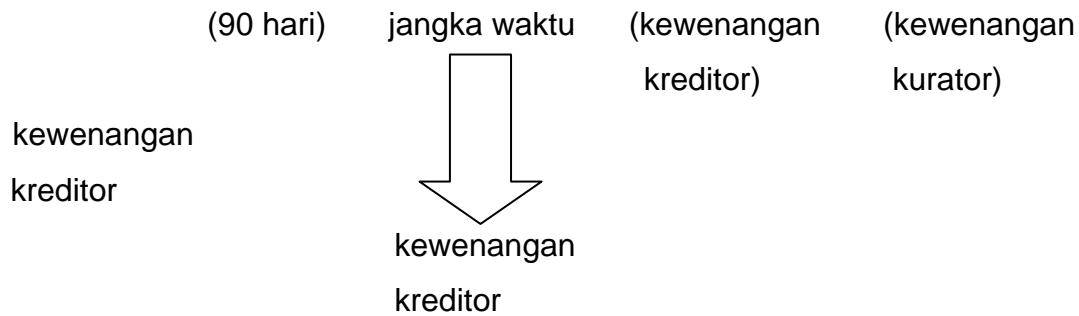 (90 hari) jangka waktu (kewenangan (kewenangan
kreditor) kurator)
kewenangan
kreditor
kewenangan
kreditor